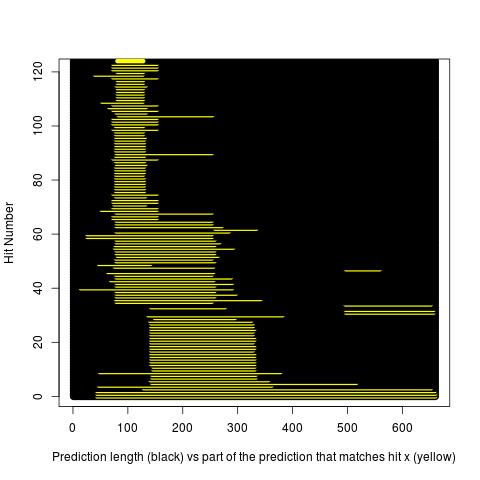 120
100
80
60
40
20
0
Hit Number
0 100 200 300 400 500 600
Prediction length (black) vs part of the prediction that matches hit x (yellow)